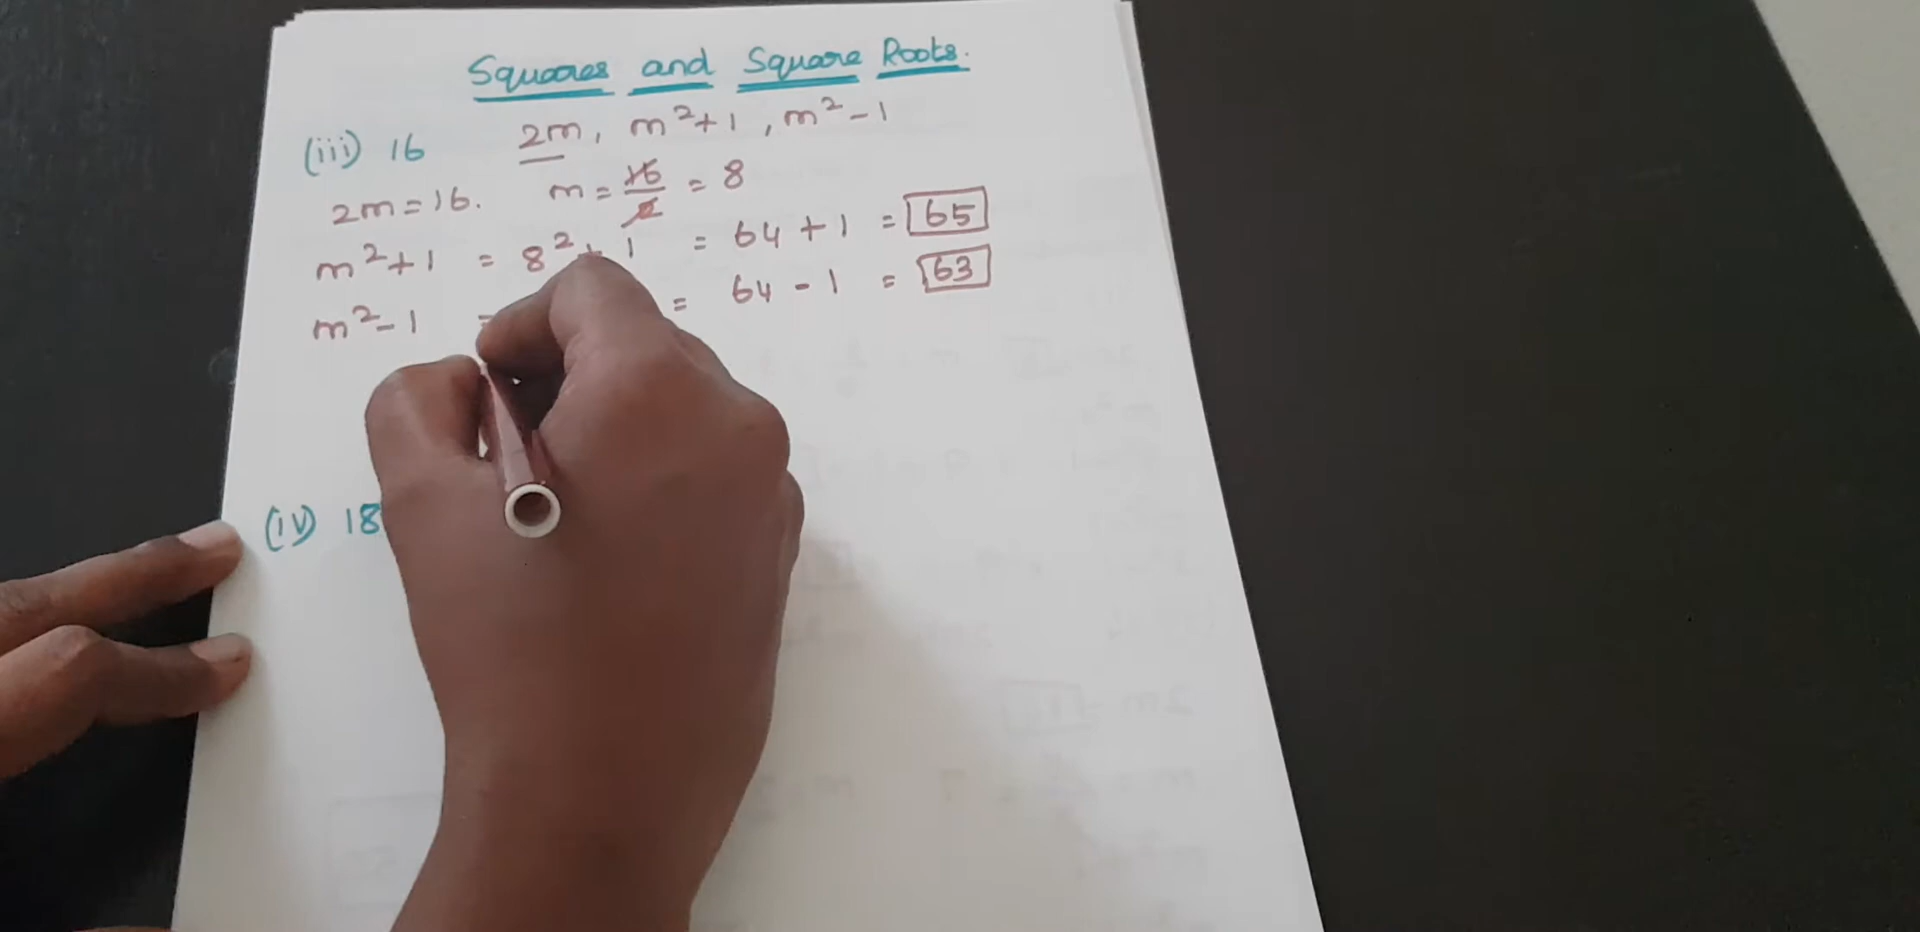 Squares and Square Roots.
(iii) 16 2m, m²+1, m²-1
2m=16. m = 16/2 = 8
m²+1 = 8²+1 = 64+1 = 65
m²-1 = = 64-1 = 63
(iv) 18